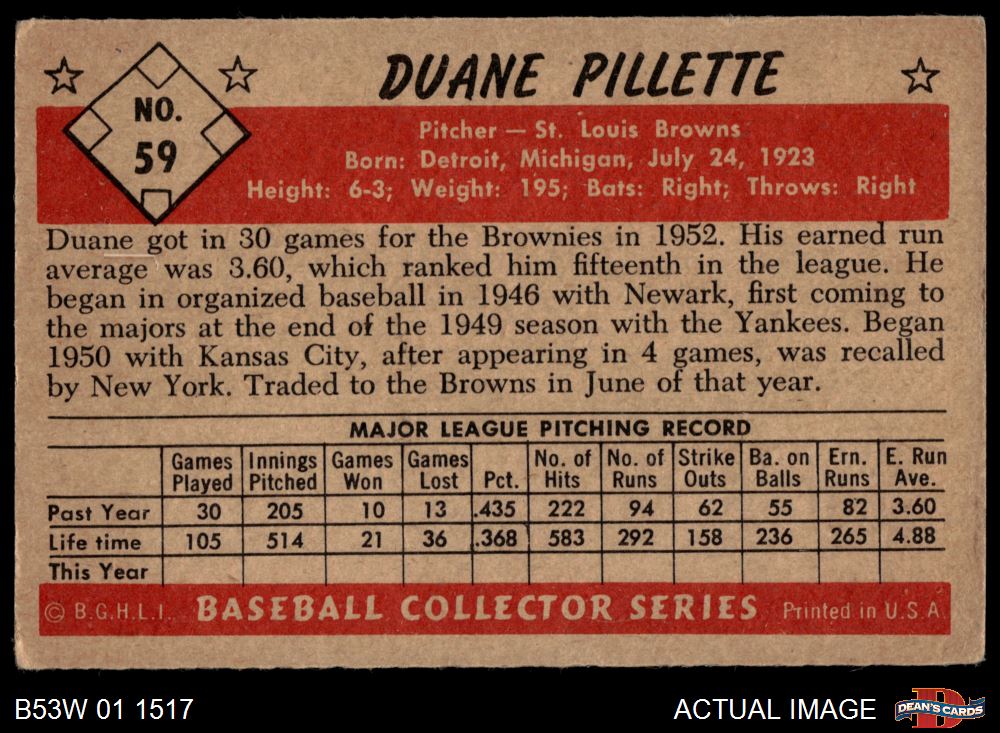 DUANE PILLETTE
NO.
59
Pitcher — St. Louis Browns
Born: Detroit, Michigan, July 24, 1923
Height: 6-3; Weight: 195; Bats: Right; Throws: Right
Duane got in 30 games for the Brownies in 1952. His earned run
average was 3.60, which ranked him fifteenth in the league. He
began in organized baseball in 1946 with Newark, first coming to
the majors at the end of the 1949 season with the Yankees. Began
1950 with Kansas City, after appearing in 4 games, was recalled
by New York. Traded to the Browns in June of that year.
MAJOR LEAGUE PITCHING RECORD
Games Innings Games Games No. of No. of Strike Ba. on Ern. E. Run
Played Pitched Won Lost Pct. Hits Runs Outs Balls Runs Ave.
Past Year 30 205 10 13 .435 222 94 62 55 82 3.60
Life time 105 514 21 36 .368 583 292 158 236 265 4.88
This Year
© B.G.H.L.I. BASEBALL COLLECTOR SERIES Printed in U.S.A
B53W 01 1517 ACTUAL IMAGE DEAN'S CARDS